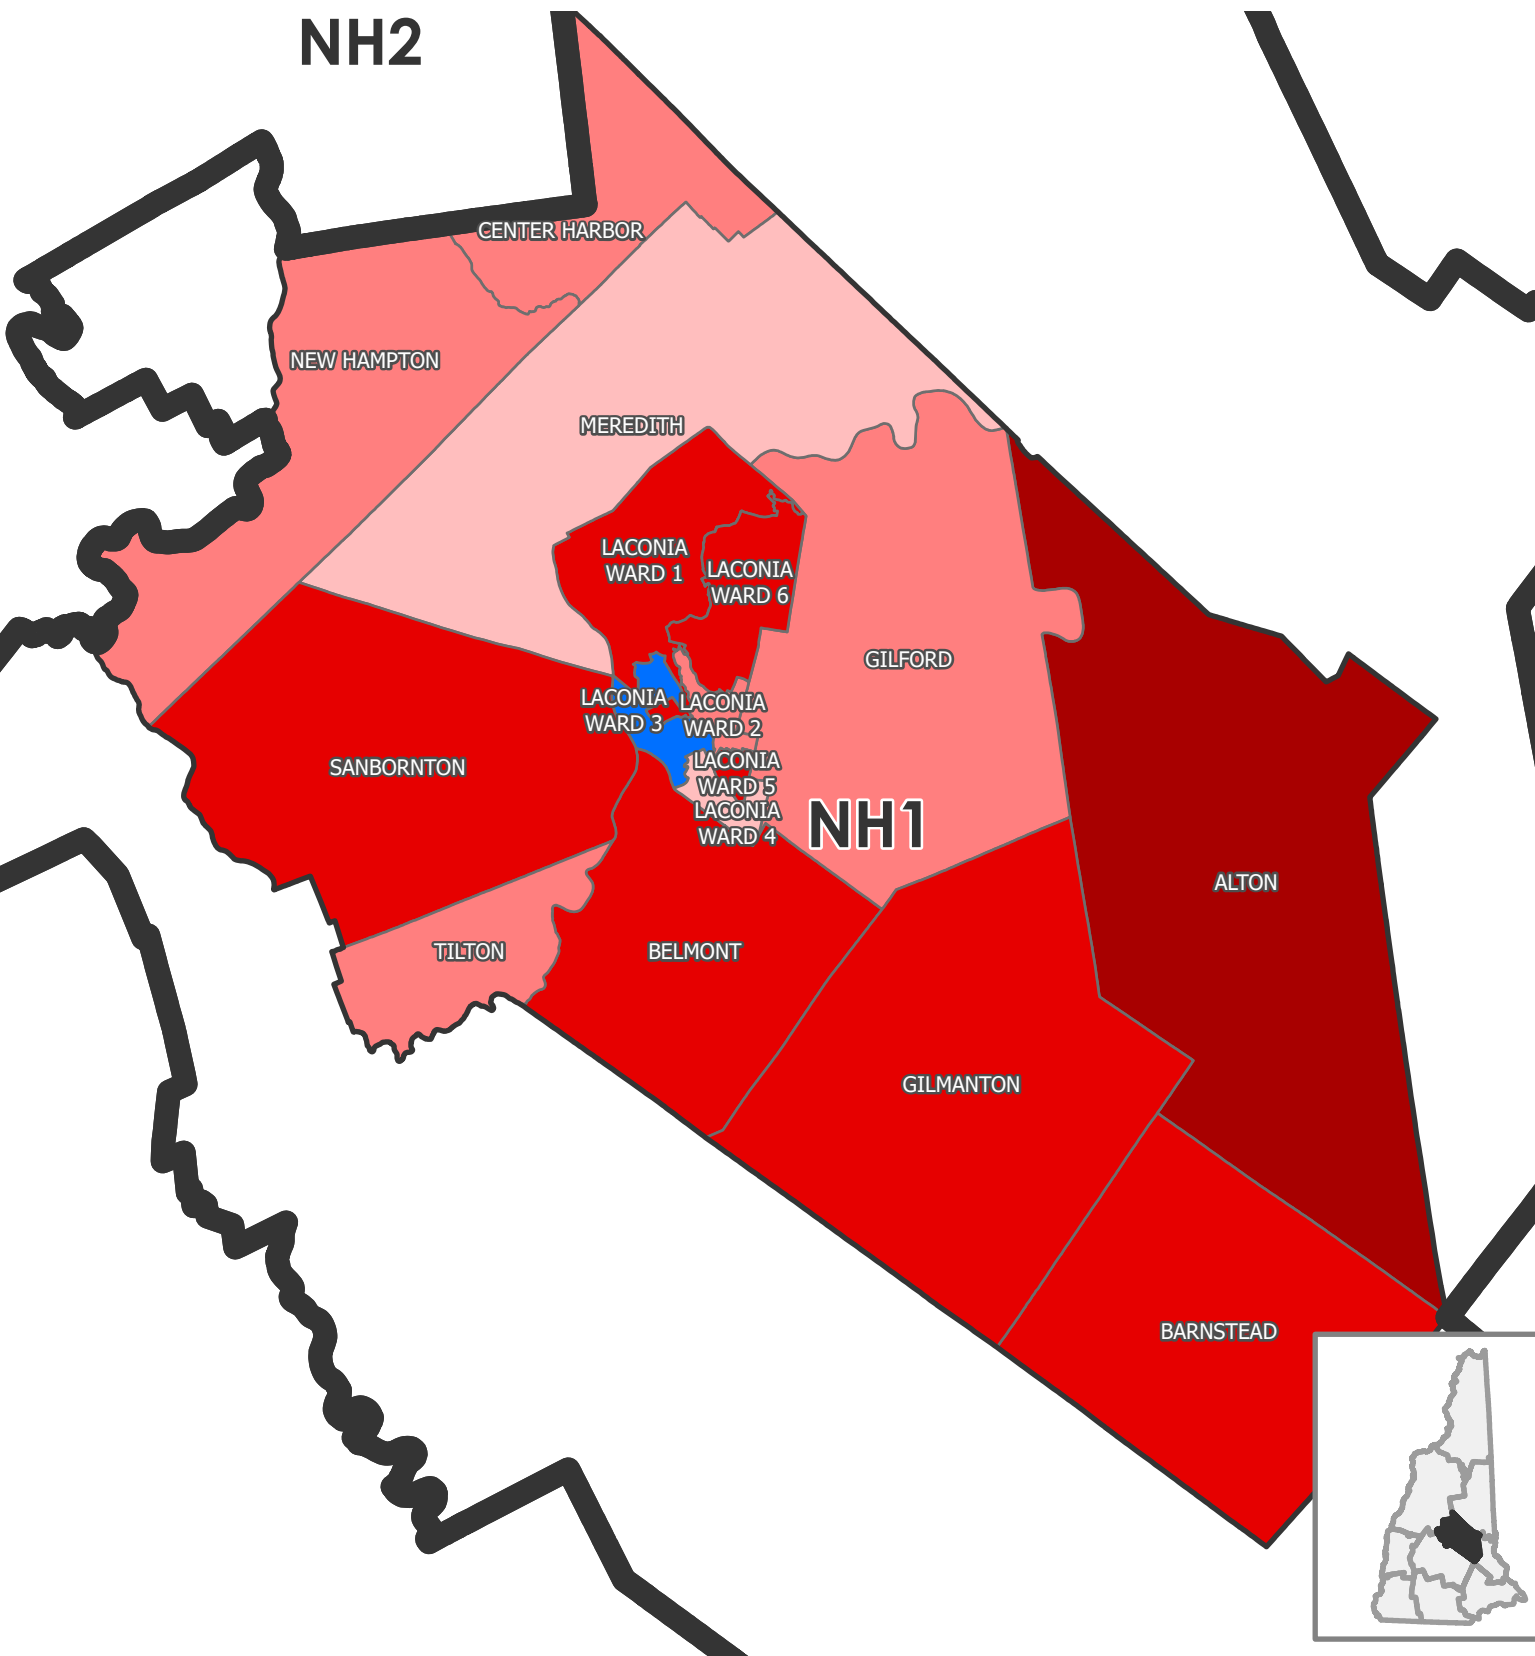 NH2
CENTER HARBOR
NEW HAMPTON
MEREDITH
LACONIA
WARD 1
LACONIA
WARD 6
GILFORD
LACONIA
WARD 3
LACONIA
WARD 2
SANBORNTON
LACONIA
WARD 5
LACONIA
WARD 4
NH1
ALTON
TILTON
BELMONT
GILMANTON
BARNSTEAD